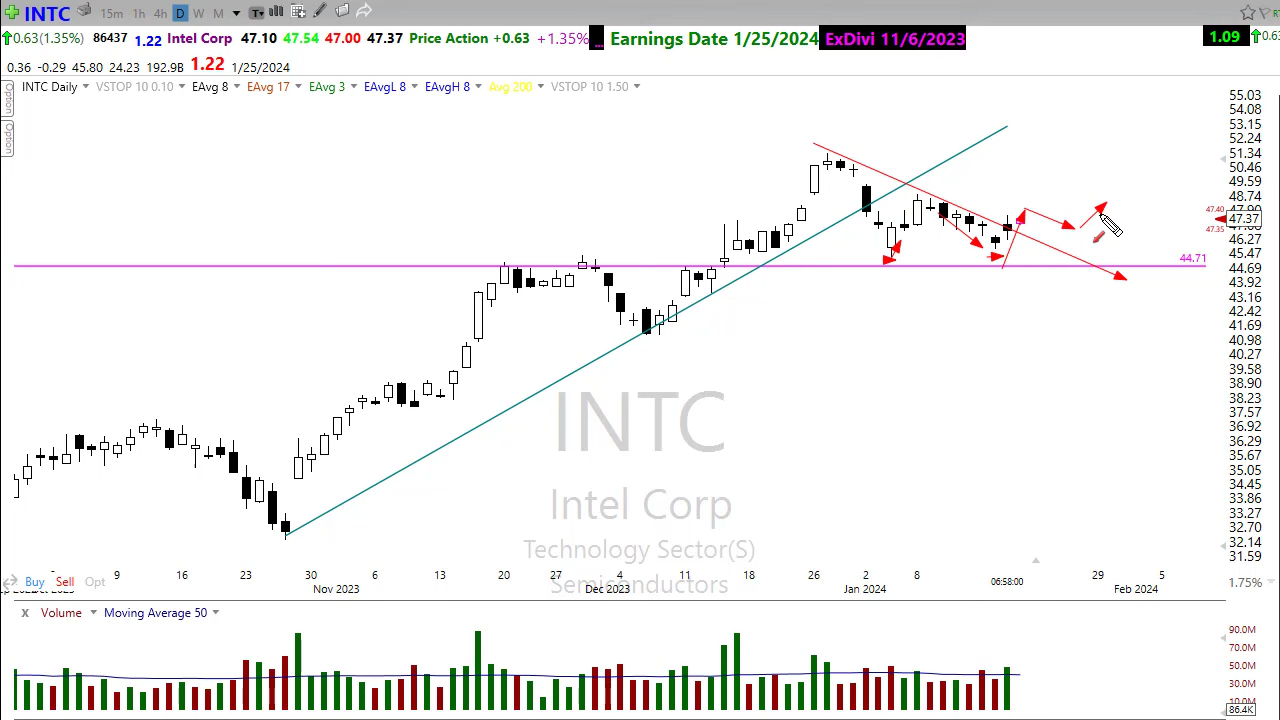 INTC 15m 1h 4h D W M
0.63(1.35%) 86437 1.22 Intel Corp 47.10 47.54 47.00 47.37 Price Action +0.63 +1.35% ... Earnings Date 1/25/2024 ExDivi 11/6/2023 1.09
0.36 -0.29 45.80 24.23 192.9B 1.22 1/25/2024
INTC Daily VSTOP 10 0.10 EAvg 8 EAvg 17 EAvg 3 EAvgL 8 EAvgH 8 Avg 200 VSTOP 10 1.50
Option
Option
55.03
54.08
53.15
52.24
51.34
50.46
49.59
48.74
47.40
47.37
47.35
46.27
45.47
44.71
44.69
43.92
43.16
42.42
41.69
40.98
40.27
39.58
38.90
38.23
37.57
36.92
36.29
35.67
35.05
34.45
33.86
33.27
32.70
32.14
31.59
INTC
Intel Corp
Technology Sector(S)
Semiconductors
Buy Sell Opt
9 16 23 30 6 13 20 27 4 11 18 26 2 8 06:58:00 29 5
Nov 2023 Dec 2023 Jan 2024 Feb 2024
1.75%
x Volume Moving Average 50
90.0M
70.0M
50.0M
30.0M
10.0M
86.4K